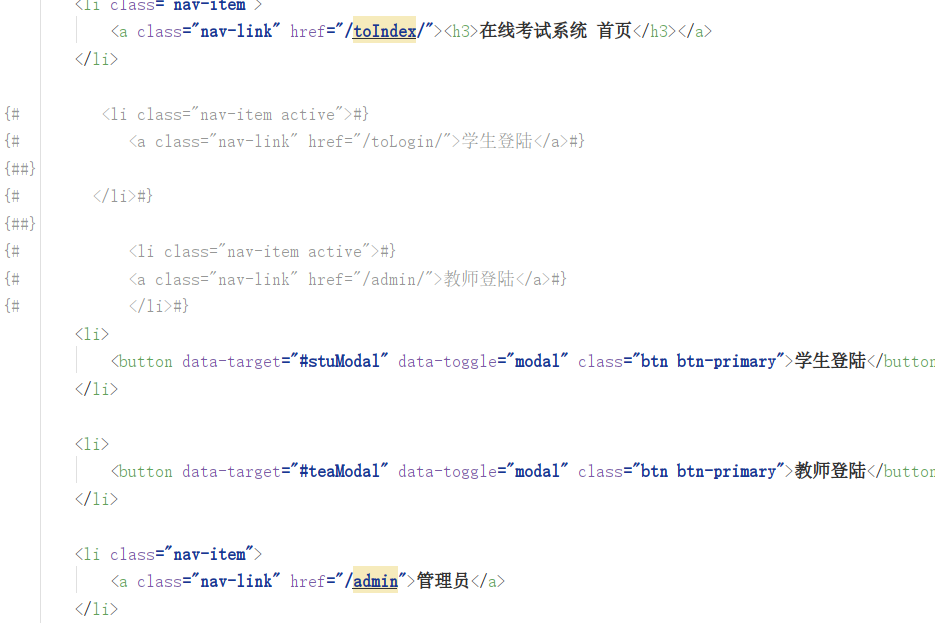 <li class="nav-item">
<a class="nav-link" href="/toIndex/"><h3>在线考试系统 首页</h3></a>
</li>
{#        <li class="nav-item active">#}
{#            <a class="nav-link" href="/toLogin/">学生登陆</a>#}
{##}
{#        </li>#}
{##}
{#            <li class="nav-item active">#}
{#            <a class="nav-link" href="/admin/">教师登陆</a>#}
{#            </li>#}
<li>
<button data-target="#stuModal" data-toggle="modal" class="btn btn-primary">学生登陆</button
</li>
<li>
<button data-target="#teaModal" data-toggle="modal" class="btn btn-primary">教师登陆</button
</li>
<li class="nav-item">
<a class="nav-link" href="/admin">管理员</a>
</li>